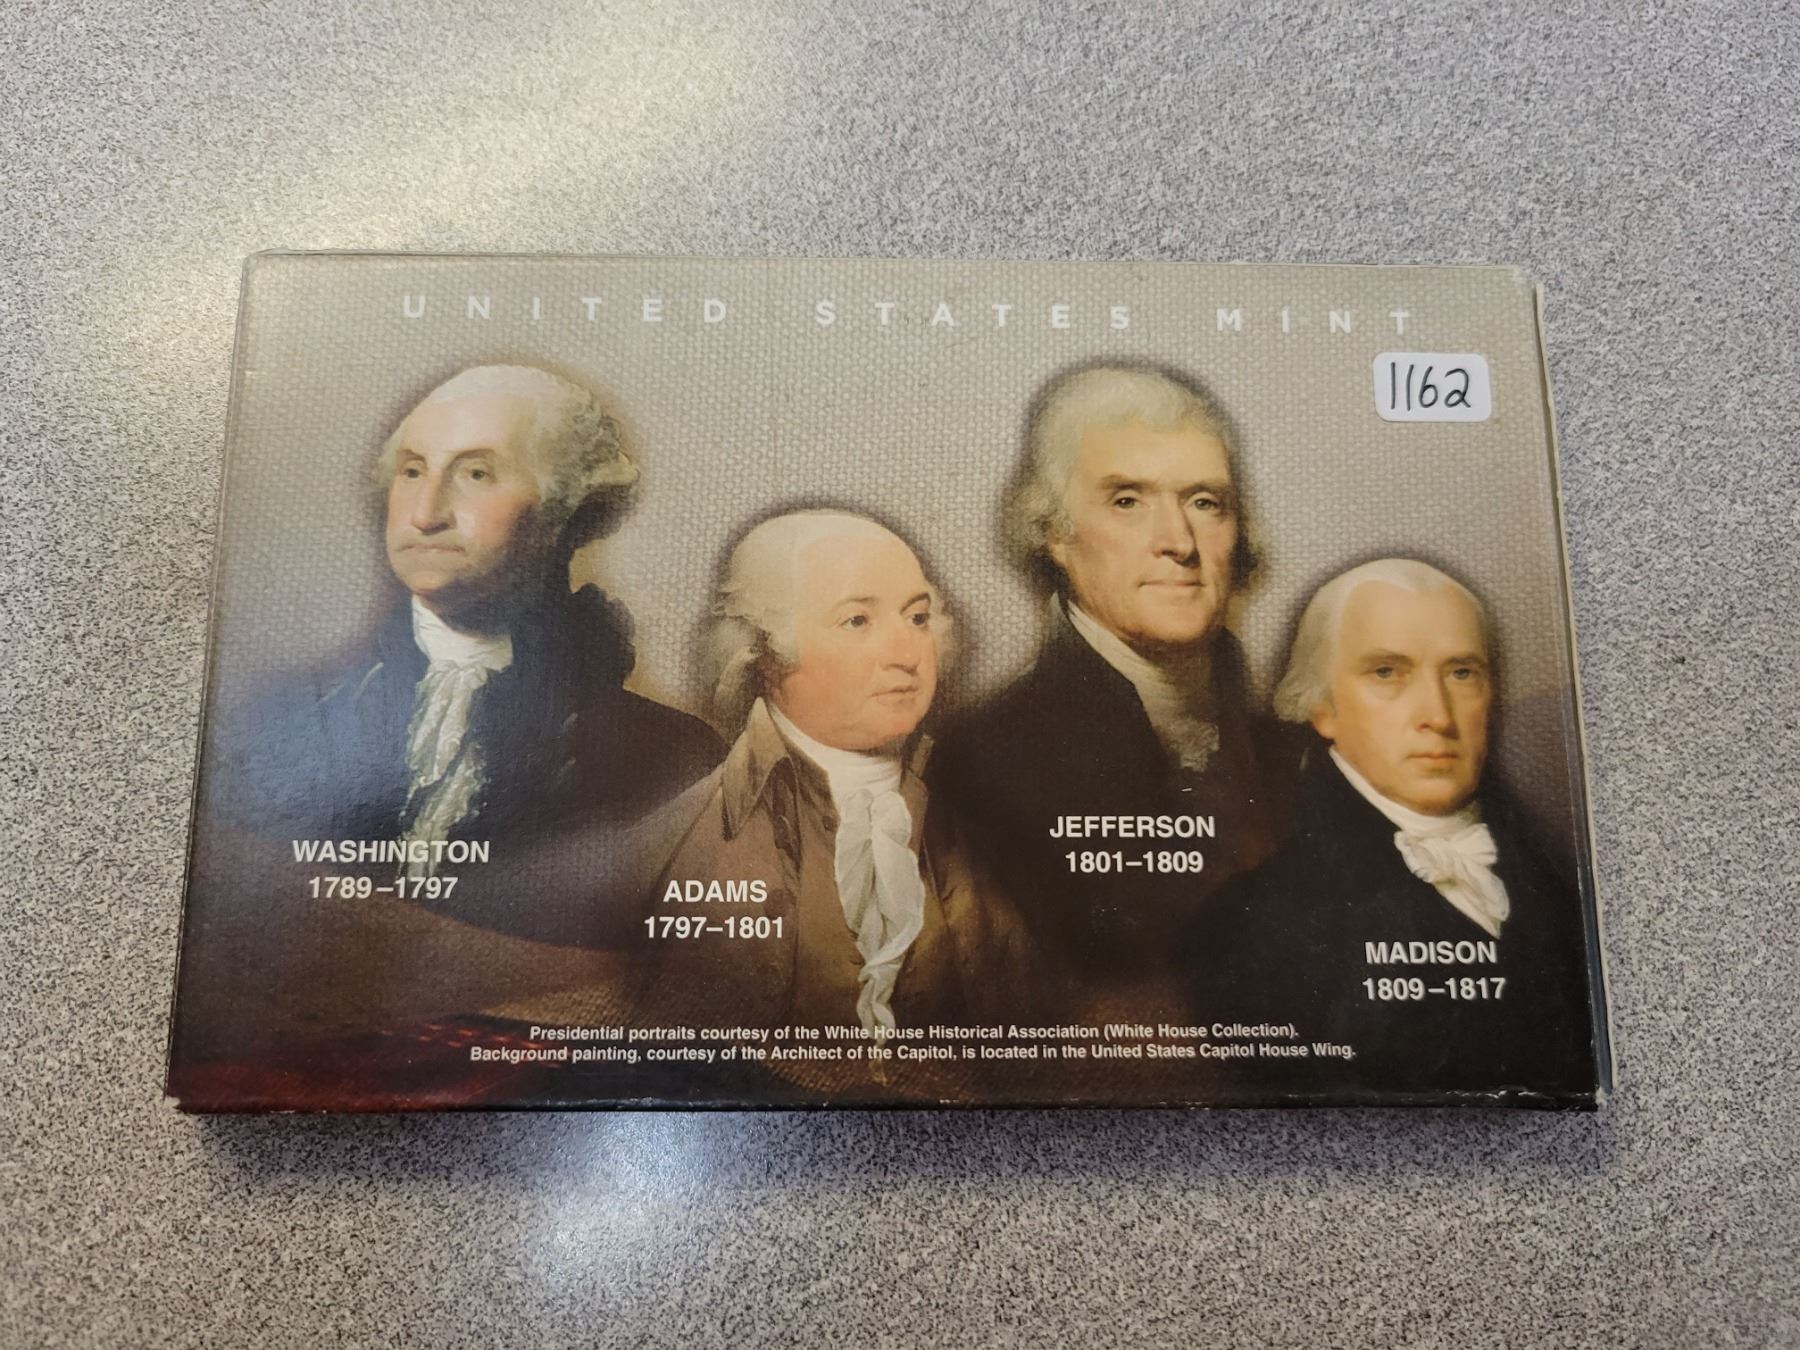 UNITED STATES MINT
1162
WASHINGTON
1789–1797
ADAMS
1797–1801
JEFFERSON
1801–1809
MADISON
1809–1817
Presidential portraits courtesy of the White House Historical Association (White House Collection).
Background painting, courtesy of the Architect of the Capitol, is located in the United States Capitol House Wing.